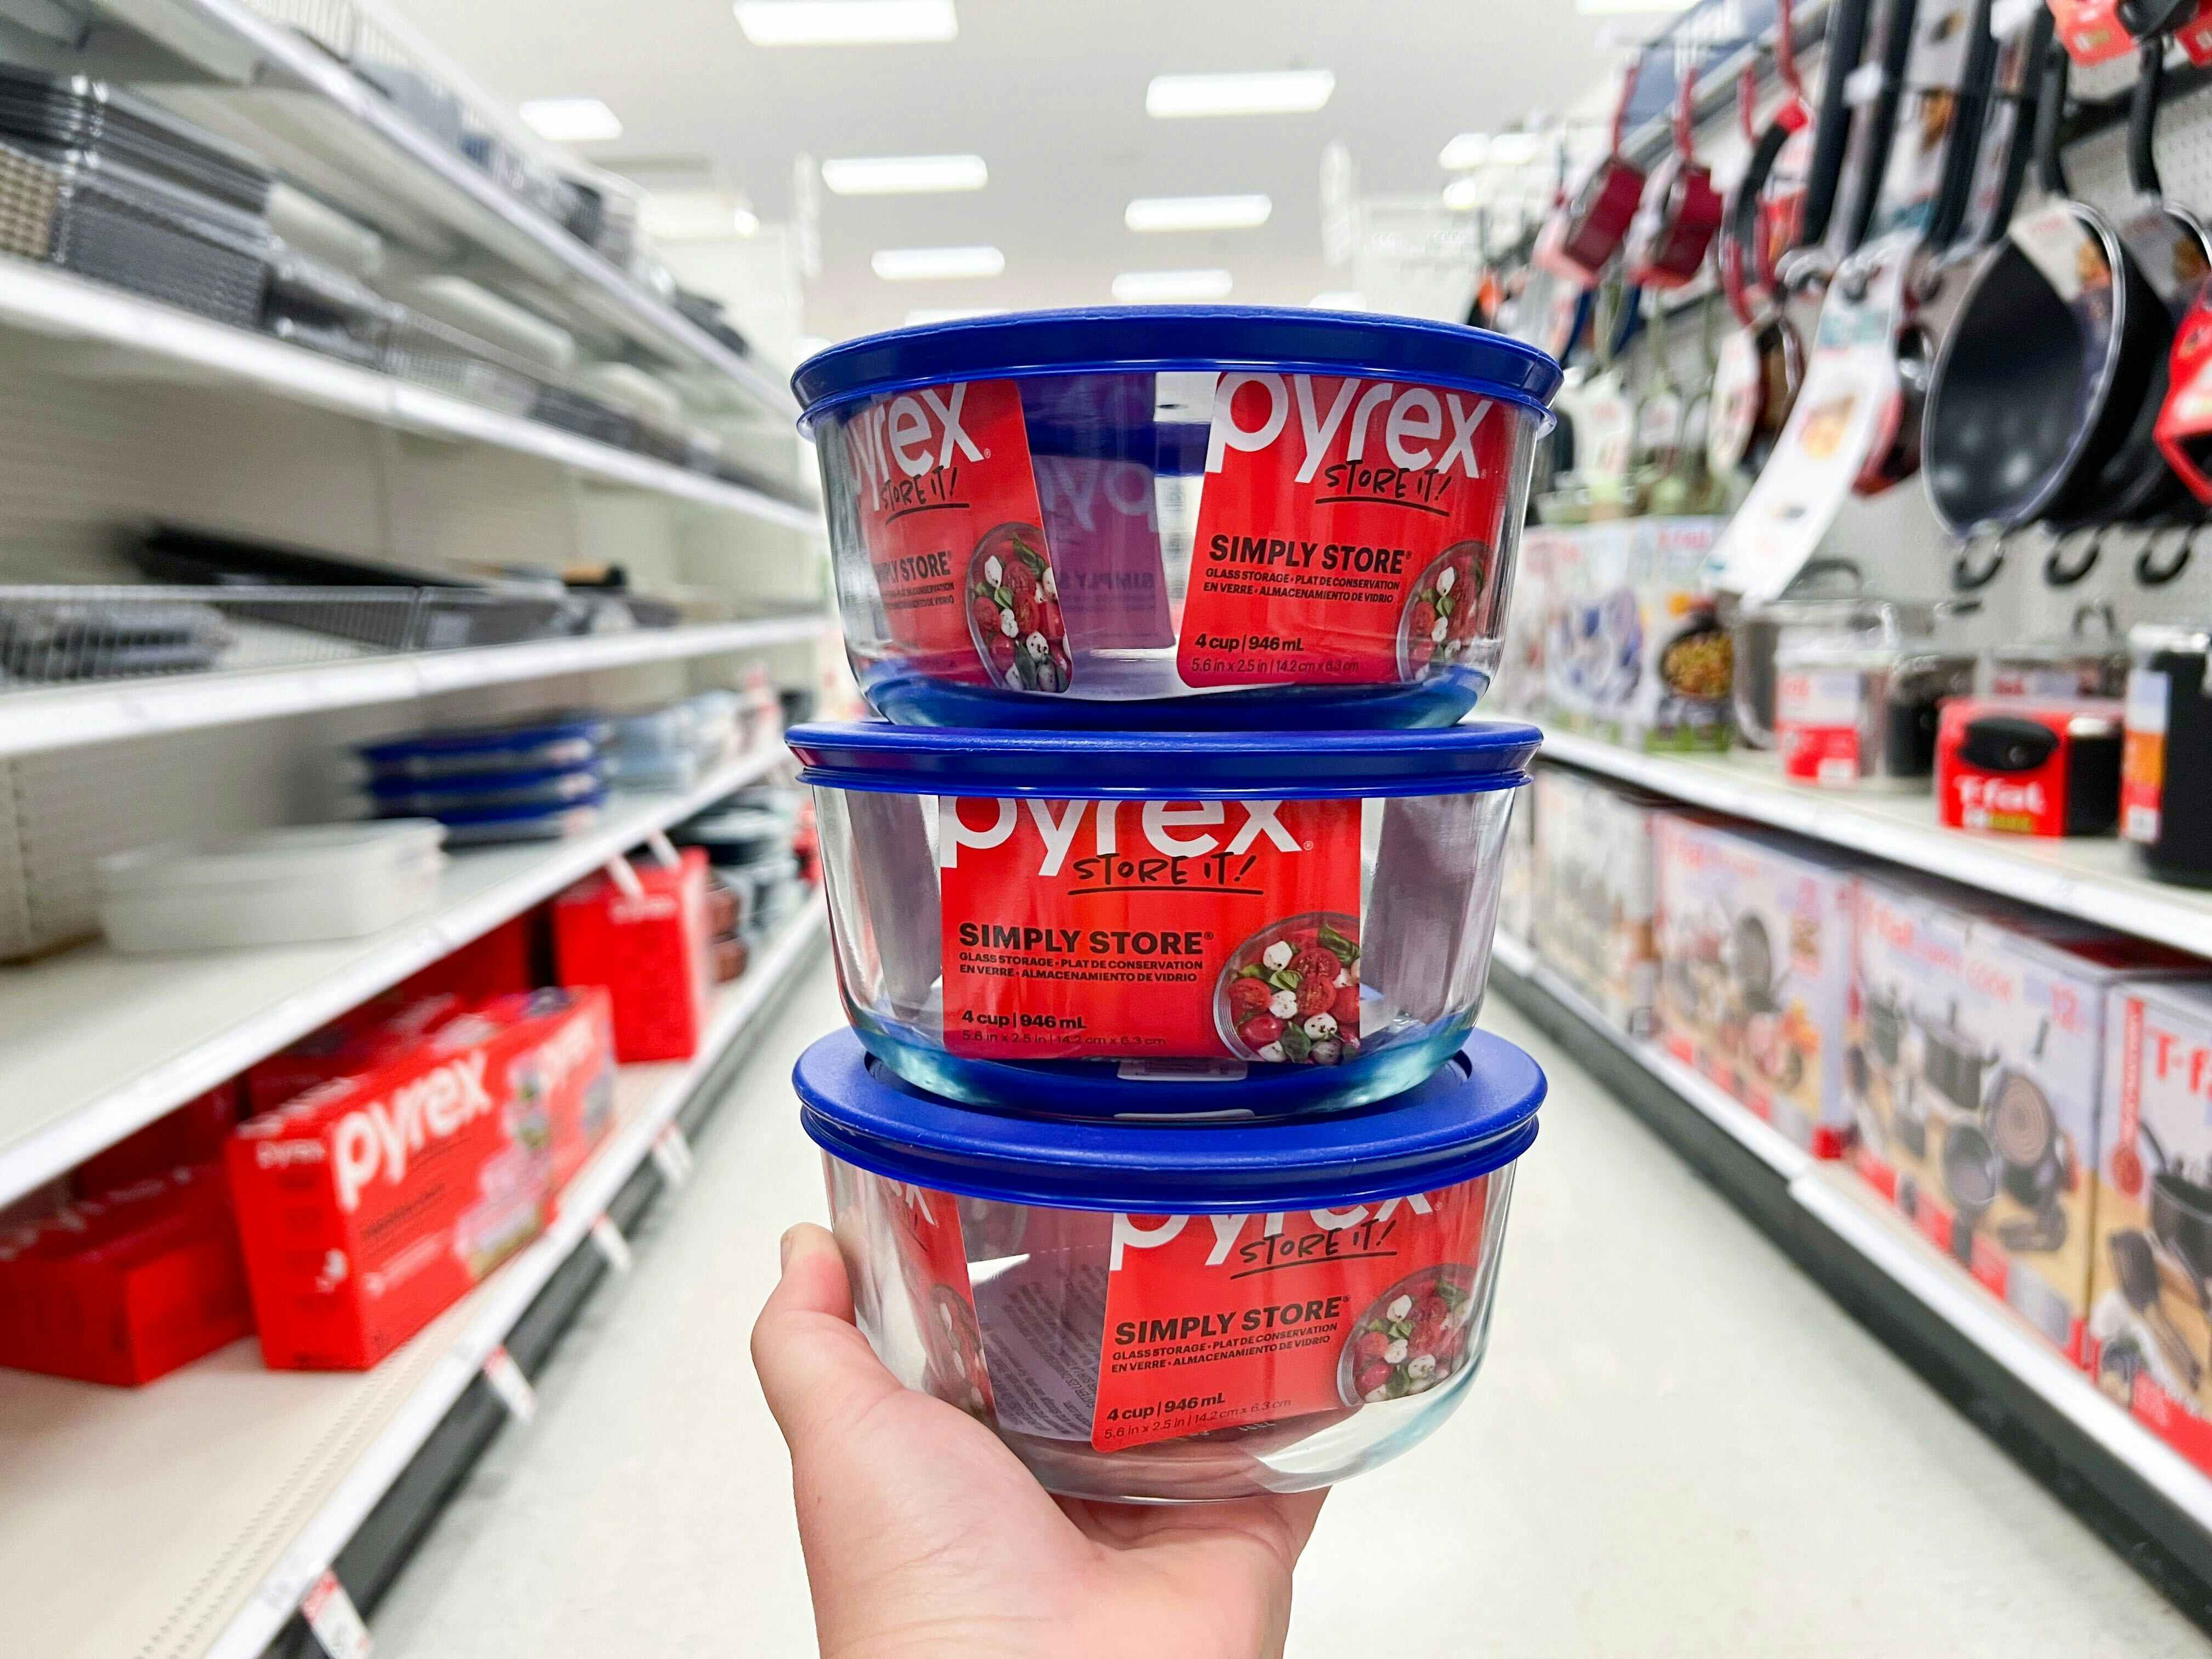 pyrex®
STORE IT!
PLY STORE®
pyrex®
STORE IT!
SIMPLY STORE®
GLASS STORAGE • PLAT DE CONSERVATION
EN VERRE • ALMACENAMIENTO DE VIDRIO
4 cup | 946 mL
5.6 in x 2.5 in | 14.2 cm x 6.3 cm
pyrex®
STORE IT!
SIMPLY STORE®
GLASS STORAGE • PLAT DE CONSERVATION
EN VERRE • ALMACENAMIENTO DE VIDRIO
4 cup | 946 mL
5.6 in x 2.5 in | 14.2 cm x 6.3 cm
pyrex®
STORE IT!
SIMPLY STORE®
GLASS STORAGE • PLAT DE CONSERVATION
EN VERRE • ALMACENAMIENTO DE VIDRIO
4 cup | 946 mL
5.6 in x 2.5 in | 14.2 cm x 6.3 cm
pyrex
T-fal